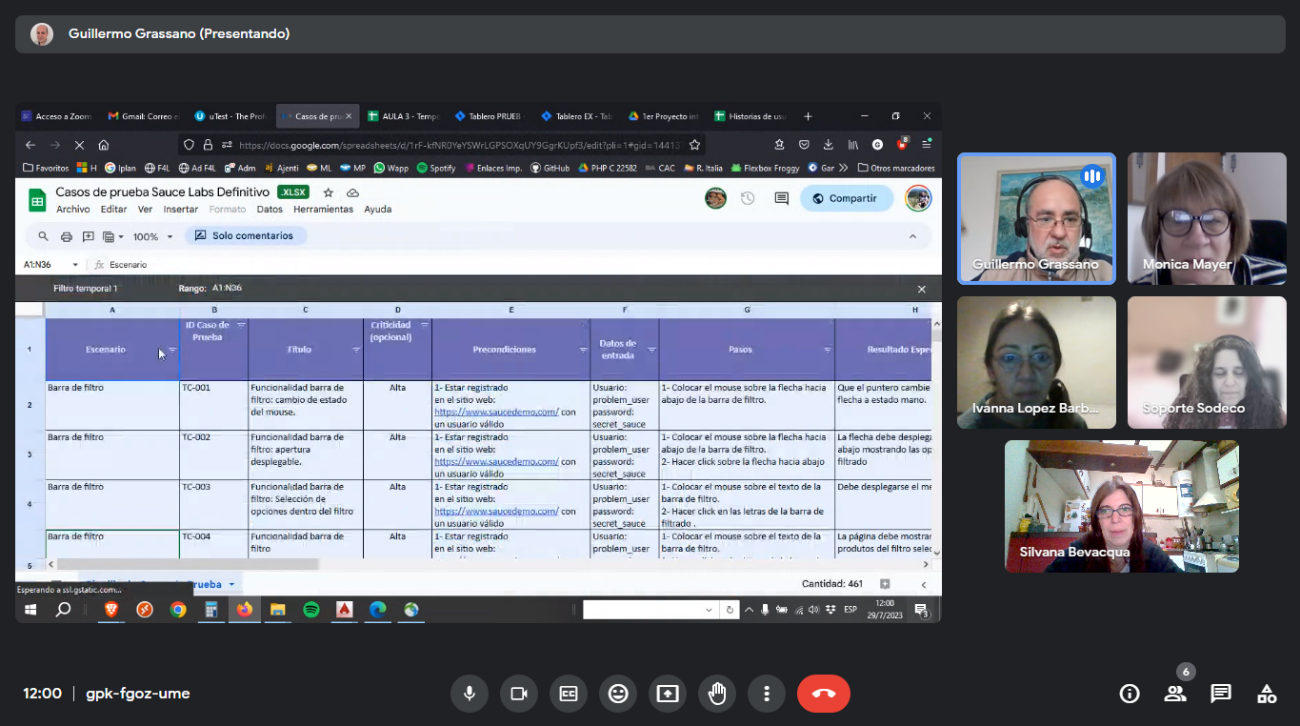 Guillermo Grassano (Presentando)
Acceso a Zoom
Gmail: Correo e
uTest - The Prof
Casos de pru
AULA 3 - Tempo
Tablero PRUEB
Tablero EX - Tab
1er Proyecto int
Historias de usu
https://docs.google.com/spreadsheets/d/1rF-kfNR0YeYSWrLGPSOXqUY9GgrKUpf3/edit?pli=1#gid=14413
Favoritos H Iplan F4L Ad F4L Adm Ajenti ML MP Wapp Spotify Enlaces Imp. GitHub PHP C 22582 CAC R. Italia Flexbox Froggy Gar Otros marcadores
Casos de prueba Sauce Labs Definitivo .XLSX
Archivo Editar Ver Insertar Formato Datos Herramientas Ayuda
Compartir
100% Solo comentarios
A1:N36 fx Escenario
Filtro temporal 1 Rango: A1:N36
A B C D E F G H
1 Escenario
ID Caso de
Prueba
Título
Criticidad
(opcional)
Precondiciones
Datos de
entrada
Pasos
Resultado Espe
2 Barra de filtro
TC-001
Funcionalidad barra de
filtro: cambio de estado
del mouse.
Alta
1- Estar registrado
en el sitio web:
https://www.saucedemo.com/ con
un usuario válido
Usuario:
problem_user
password:
secret_sauce
1- Colocar el mouse sobre la flecha hacia
abajo de la barra de filtro.
Que el puntero cambie
flecha a estado mano.
3 Barra de filtro
TC-002
Funcionalidad barra de
filtro: apertura
desplegable.
Alta
1- Estar registrado
en el sitio web:
https://www.saucedemo.com/ con
un usuario válido
Usuario:
problem_user
password:
secret_sauce
1- Colocar el mouse sobre la flecha hacia
abajo de la barra de filtro.
2- Hacer click sobre la flecha hacia abajo
La flecha debe desplega
abajo mostrando las op
filtrado
4 Barra de filtro
TC-003
Funcionalidad barra de
filtro: Selección de
opciones dentro del filtro
Alta
1- Estar registrado
en el sitio web:
https://www.saucedemo.com/ con
un usuario válido
Usuario:
problem_user
password:
secret_sauce
1- Colocar el mouse sobre el texto de la
barra de filtro.
2- Hacer click en las letras de la barra de
filtrado .
Debe desplegarse el me
5 Barra de filtro
TC-004
Funcionalidad barra de
filtro
Alta
1- Estar registrado
en el sitio web:
Usuario:
problem_user
1- Colocar el mouse sobre el texto de la
barra de filtro.
La página debe mostrar
produtos del filtro selec
Prueba
Cantidad: 461
Esperando a ssl.gstatic.com...
ESP
12:00
29/7/2023
3
Guillermo Grassano
Monica Mayer
Ivanna Lopez Barb...
Soporte Sodeco
Silvana Bevacqua
12:00 | gpk-fgoz-ume
6